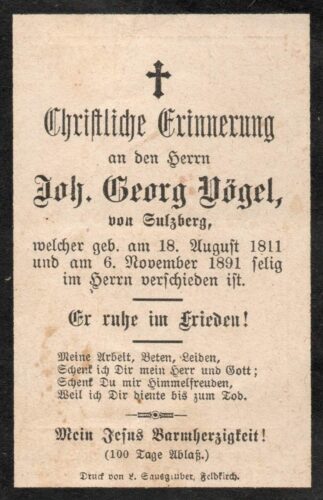 Christliche Erinnerung
an den Herrn
Joh. Georg Vögel,
von Sulzberg,
welcher geb. am 18. August 1811
und am 6. November 1891 selig
im Herrn verschieden ist.
Er ruhe im Frieden!
Meine Arbeit, Beten, Leiden,
Schenk ich Dir mein Herr und Gott;
Schenk Du mir Himmelfreuden,
Weil ich Dir diente bis zum Tod.
Mein Jesus Barmherzigkeit!
(100 Tage Ablaß.)
Druck von L. Sausgruber, Feldkirch.